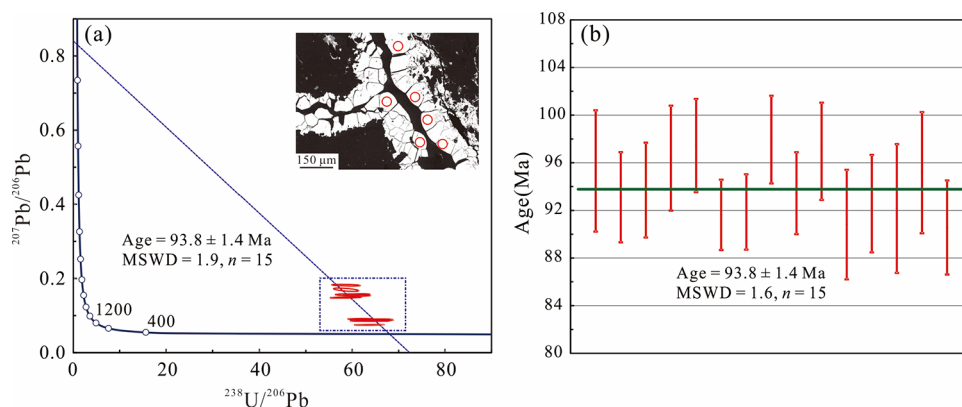 (a)
150 µm
Age = 93.8 ± 1.4 Ma
MSWD = 1.9, n = 15
1200
400
0.8
0.6
0.4
0.2
0.0
0
20
40
60
80
²⁰⁷Pb/²⁰⁶Pb
²³⁸U/²⁰⁶Pb
(b)
108
104
100
96
92
88
84
80
Age(Ma)
Age = 93.8 ± 1.4 Ma
MSWD = 1.6, n = 15